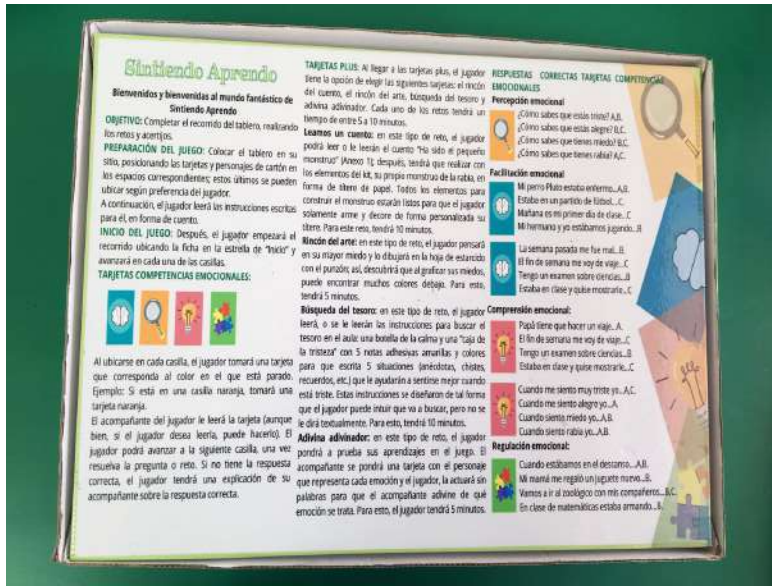 Sintiendo Aprendo
Bienvenidos y bienvenidas al mundo fantástico de
Sintiendo Aprendo
OBJETIVO: Completar el recorrido del tablero, realizando
los retos y acertijos.
PREPARACIÓN DEL JUEGO: Colocar el tablero en su
sitio, posicionando las tarjetas y personajes de cartón en
los espacios correspondientes; estos últimos se pueden
ubicar según preferencia del jugador.
A continuación, el jugador leerá las instrucciones escritas
para él, en forma de cuento.
INICIO DEL JUEGO: Después, el jugador empezará el
recorrido ubicando la ficha en la estrella de "Inicio" y
avanzará en cada una de las casillas.
TARJETAS COMPETENCIAS EMOCIONALES:
Al ubicarse en cada casilla, el jugador tomará una tarjeta
que corresponda al color en el que está parado.
Ejemplo: Si está en una casilla naranja, tomará una
tarjeta naranja.
El acompañante del jugador le leerá la tarjeta (aunque
bien, si el jugador desea leerla, puede hacerlo). El
jugador podrá avanzar a la siguiente casilla, una vez
resuelva la pregunta o reto. Si no tiene la respuesta
correcta, el jugador tendrá una explicación de su
acompañante sobre la respuesta correcta.
TARJETAS PLUS: Al llegar a las tarjetas plus, el jugador
tiene la opción de elegir las siguientes tarjetas: el rincón
del cuento, el rincón del arte, búsqueda del tesoro y
adivina adivinador. Cada uno de los retos tendrá un
tiempo de entre 5 a 10 minutos.
Leamos un cuento: en este tipo de reto, el jugador
podrá leer o le leerán el cuento "Ha sido el pequeño
monstruo" (Anexo 1); después, tendrá que realizar con
los elementos del kit, su propio monstruo de la rabia, en
forma de títere de papel. Todos los elementos para
construir el monstruo estarán listos para que el jugador
solamente arme y decore de forma personalizada su
títere. Para este reto, tendrá 10 minutos.
Rincón del arte: en este tipo de reto, el jugador pensará
en su mayor miedo y lo dibujará en la hoja de estarcido
con el punzón; así, descubrirá que al graficar sus miedos,
puede encontrar muchos colores debajo. Para esto,
tendrá 5 minutos.
Búsqueda del tesoro: en este tipo de reto, el jugador
leerá, o se le leerán las instrucciones para buscar el
tesoro en el aula: una botella de la calma y una "taja de
la tristeza" con 5 notas adhesivas amarillas y colores
para que escriba 5 situaciones (anécdotas, chistes,
recuerdos, etc.) que le ayudarán a sentirse mejor cuando
está triste. Estas instrucciones se diseñaron de tal forma
que el jugador puede intuir que va a buscar, pero no se
le dirá textualmente. Para esto, tendrá 10 minutos.
Adivina adivinador: en este tipo de reto, el jugador
pondrá a prueba sus aprendizajes en el juego. El
acompañante se pondrá una tarjeta con el personaje
que representa cada emoción y el jugador, la actuará sin
palabras para que el acompañante adivine de qué
emoción se trata. Para esto, el jugador tendrá 5 minutos.
RESPUESTAS CORRECTAS TARJETAS COMPETENCIAS
EMOCIONALES
Percepción emocional
¿Cómo sabes que estás triste? A,B.
¿Cómo sabes que estás alegre? B,C.
¿Cómo sabes que tienes miedo? B,C.
¿Cómo sabes que tienes rabia? A,C.
Facilitación emocional
Mi perro Pluto estaba enfermo...A,B.
Estaba en un partido de fútbol...C.
Mañana es mi primer día de clase...C
Mi hermano y yo estábamos jugando...B
La semana pasada me fue mal...B.
El fin de semana me voy de viaje...C
Tengo un examen sobre ciencias...B
Estaba en clase y quise mostrarle...C
Comprensión emocional:
Papá tiene que hacer un viaje...A.
El fin de semana me voy de viaje...C
Tengo un examen sobre ciencias...B
Estaba en clase y quise mostrarle...C
Cuando me siento muy triste yo...A,C.
Cuando me siento alegre yo...A
Cuando siento miedo yo...A,B.
Cuando siento rabia yo...A,B
Regulación emocional:
Cuando estábamos en el descanso...A,B.
Mi mamá me regaló un juguete nuevo...B.
Vamos a ir al zoológico con mis compañeros...B,C.
En clase de matemáticas estaba armando...B.